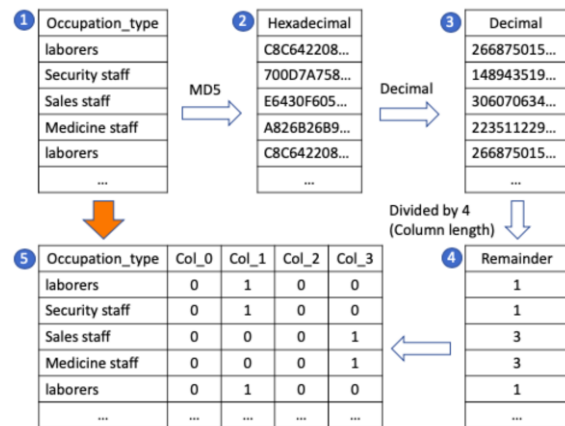 1 Occupation_type
laborers
Security staff
Sales staff
Medicine staff
laborers
...
MD5
2 Hexadecimal
C8C642208...
700D7A758...
E6430F605...
A826B26B9...
C8C642208...
...
Decimal
3 Decimal
266875015...
148943519...
306070634...
223511229...
266875015...
...
Divided by 4
(Column length)
4 Remainder
1
1
3
3
1
...
5 Occupation_type Col_0 Col_1 Col_2 Col_3
laborers 0 1 0 0
Security staff 0 1 0 0
Sales staff 0 0 0 1
Medicine staff 0 0 0 1
laborers 0 1 0 0
... ... ... ... ...